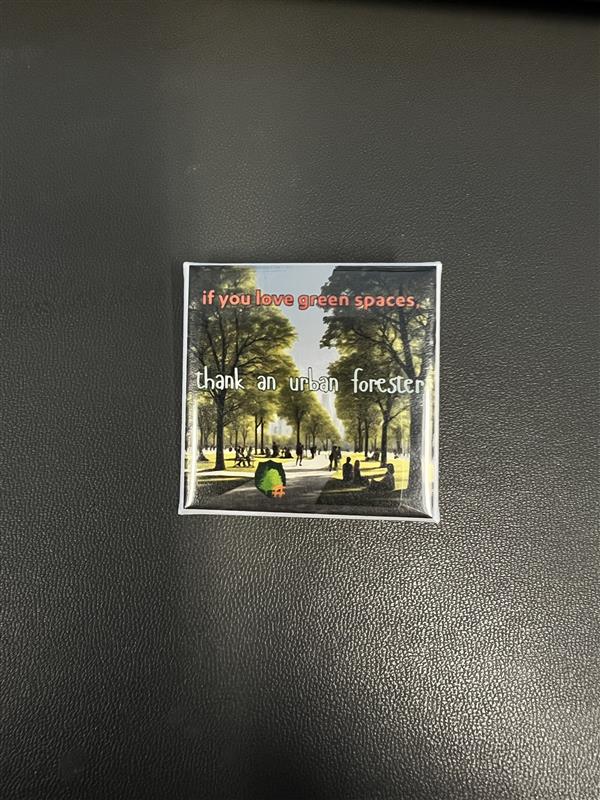 if you love green spaces,
thank an urban forester